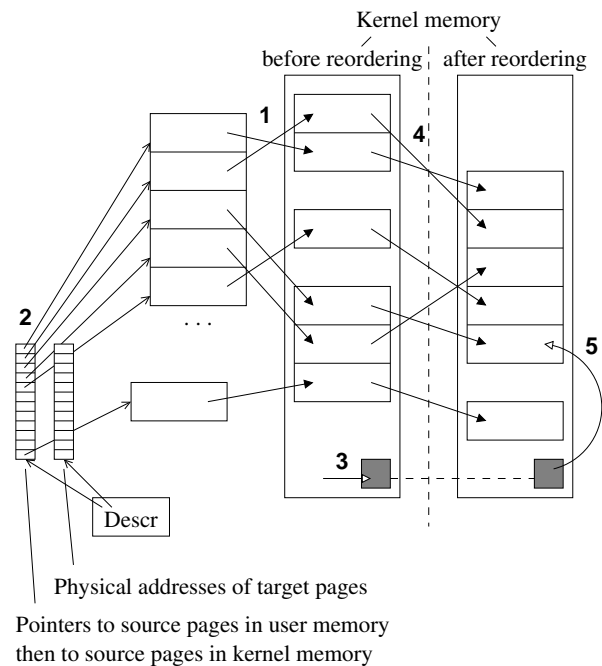 Kernel memory
before reordering
after reordering
1
4
2
. . .
5
3
Descr
Physical addresses of target pages
Pointers to source pages in user memory
then to source pages in kernel memory